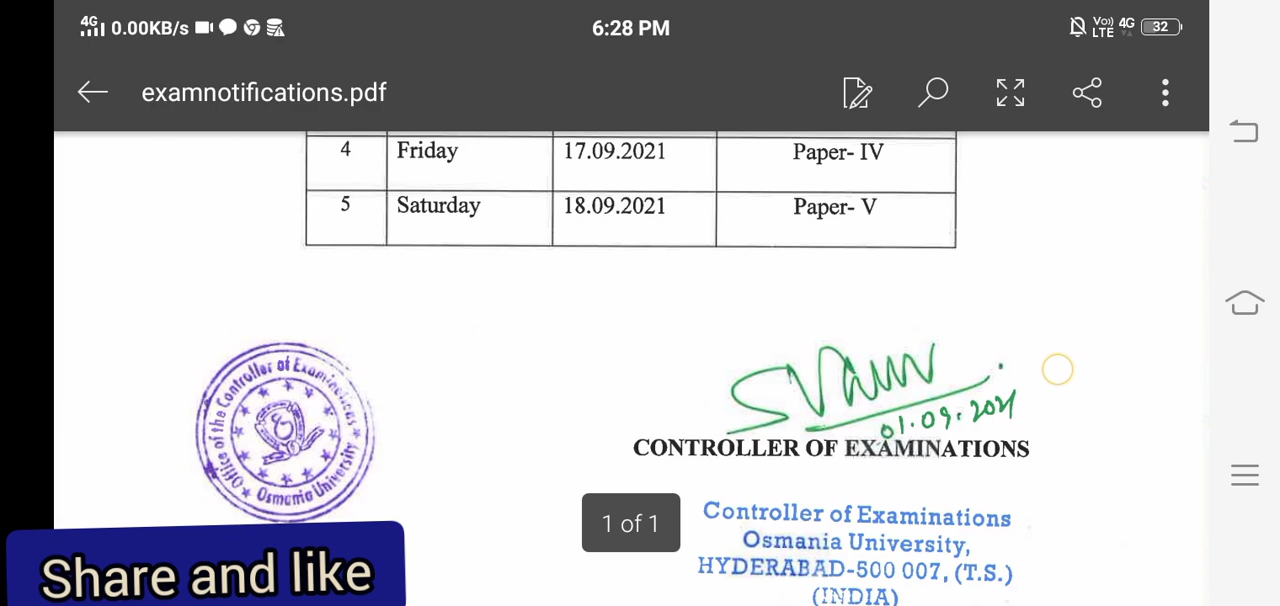 4G 0.00KB/s 6:28 PM Vo) LTE 4G 32
examnotifications.pdf
4 Friday 17.09.2021 Paper- IV
5 Saturday 18.09.2021 Paper- V
Office of the Controller of Examinations
Osmania University
01.09.2021
CONTROLLER OF EXAMINATIONS
1 of 1
Controller of Examinations
Osmania University,
HYDERABAD-500 007, (T.S.)
(INDIA)
Share and like